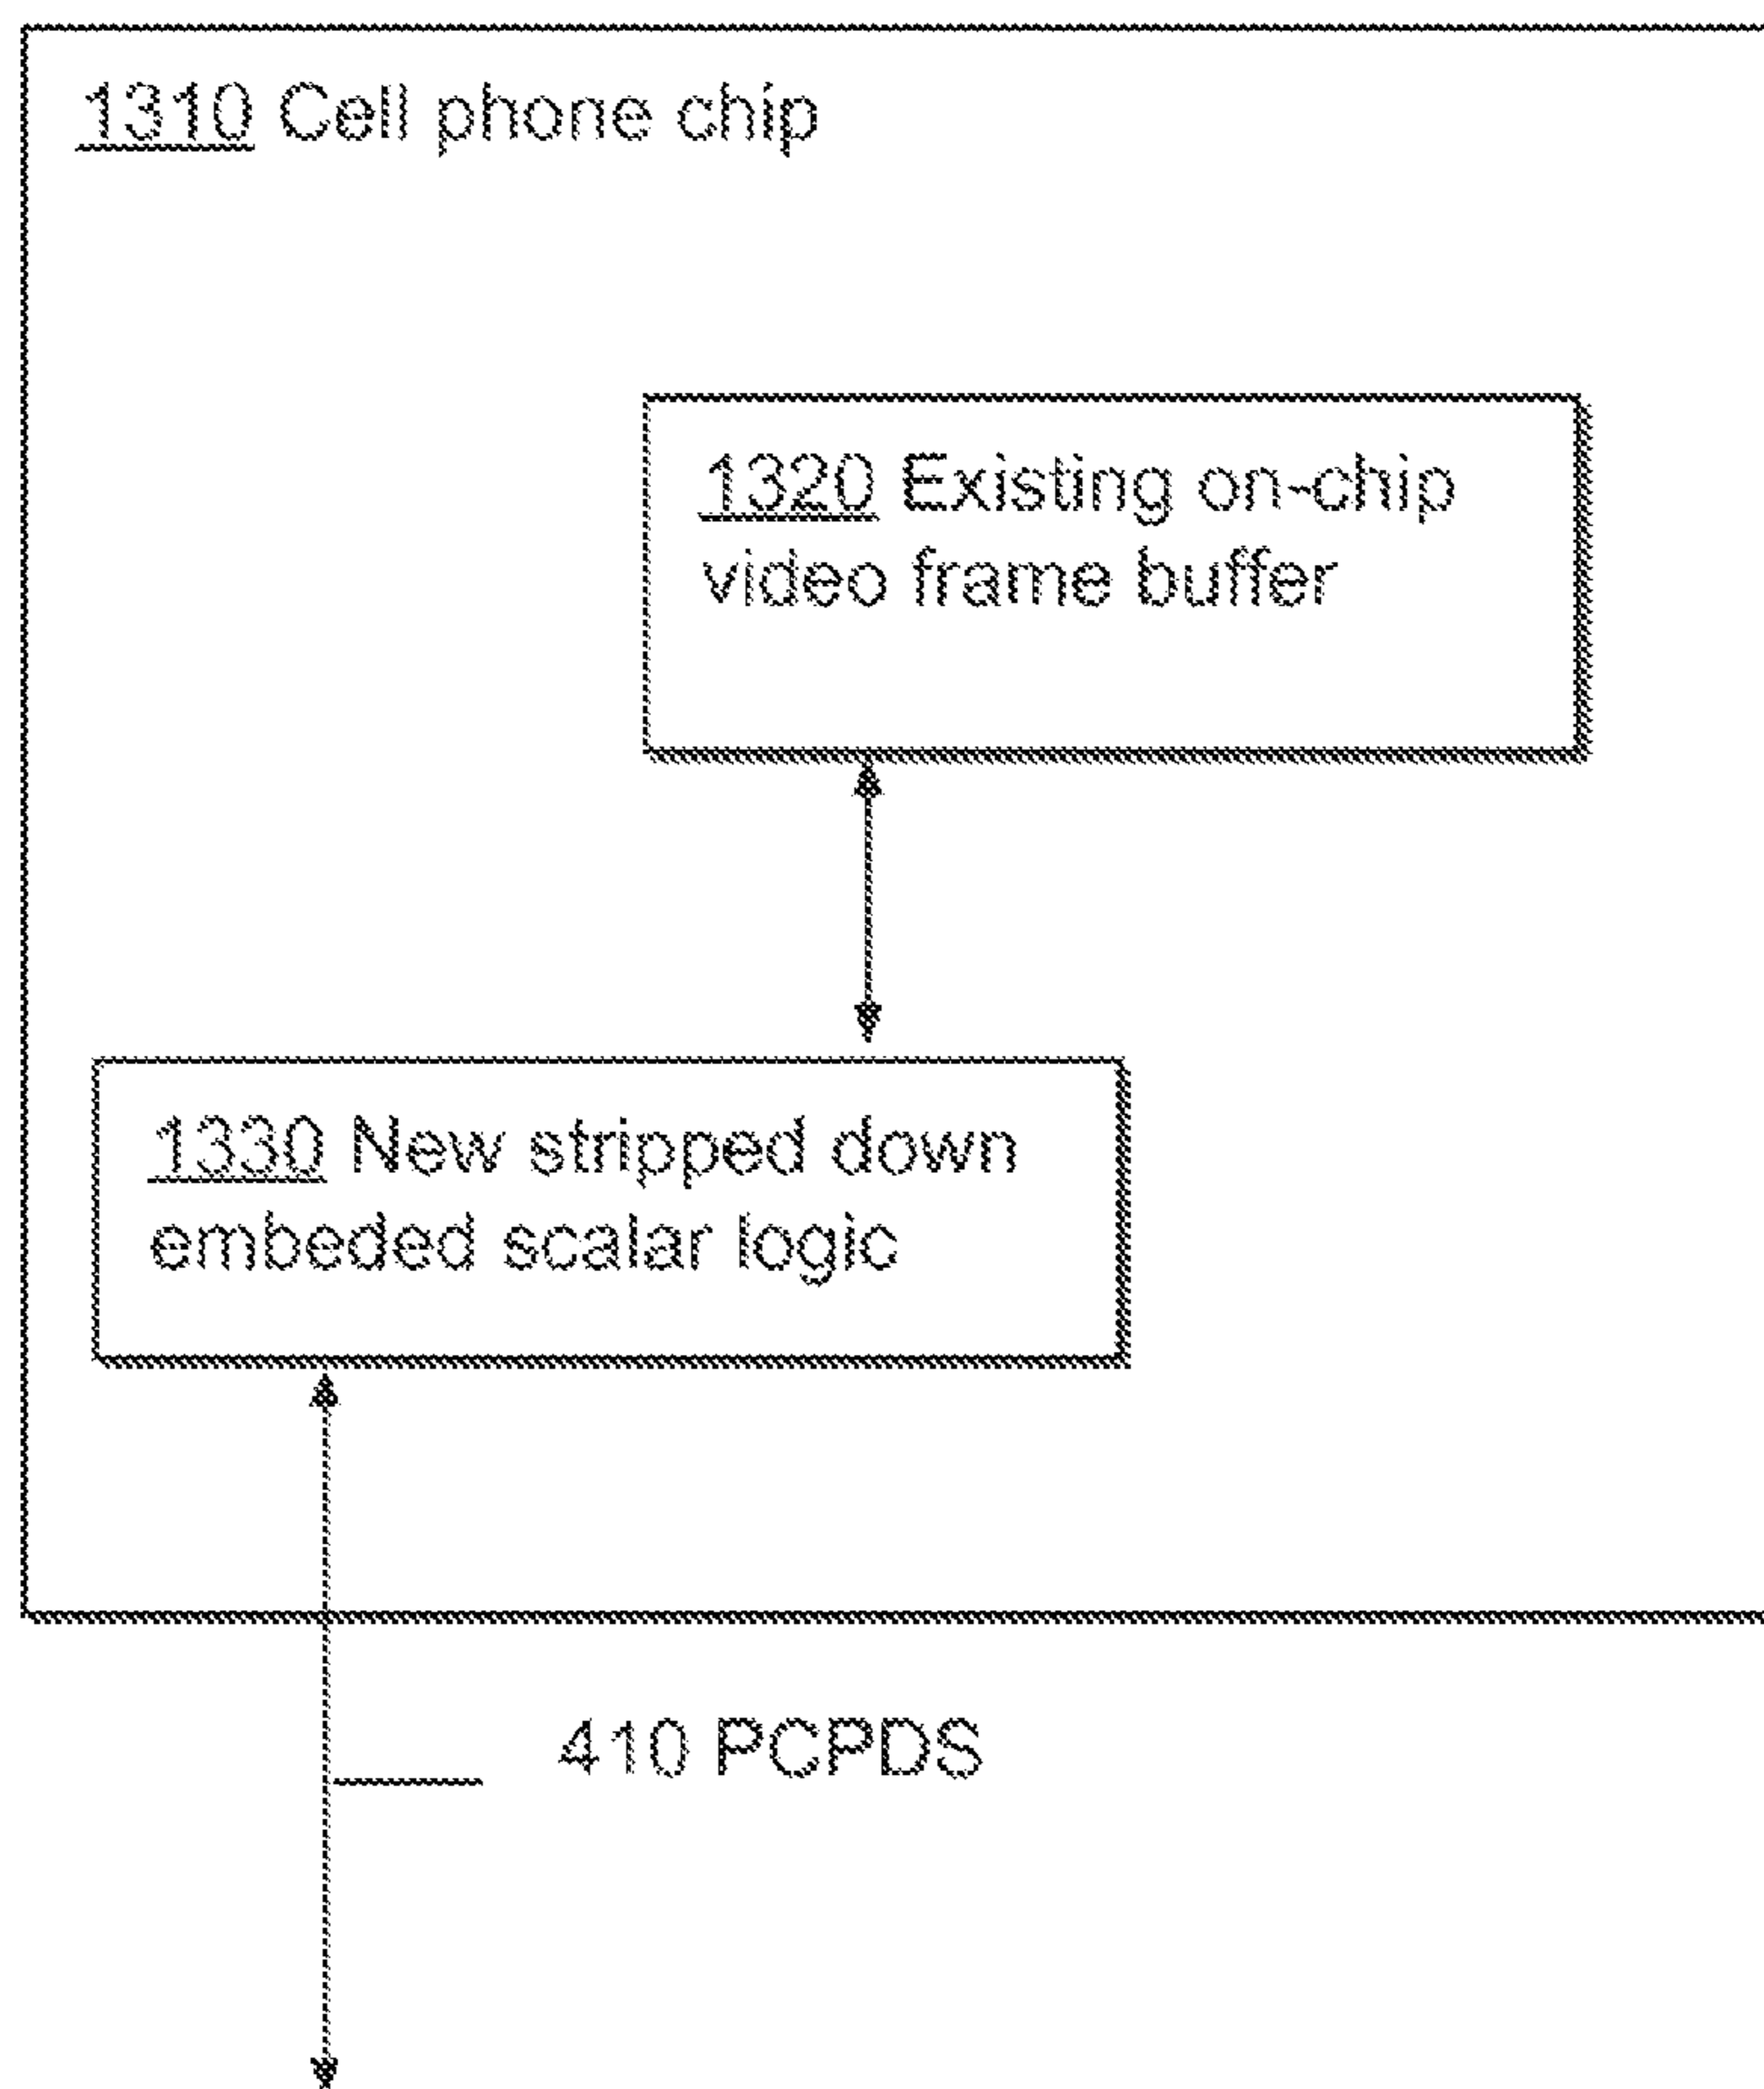 1310 Cell phone chip
1320 Existing on-chip
video frame buffer
1330 New stripped down
embeded scalar logic
410 PCPDS